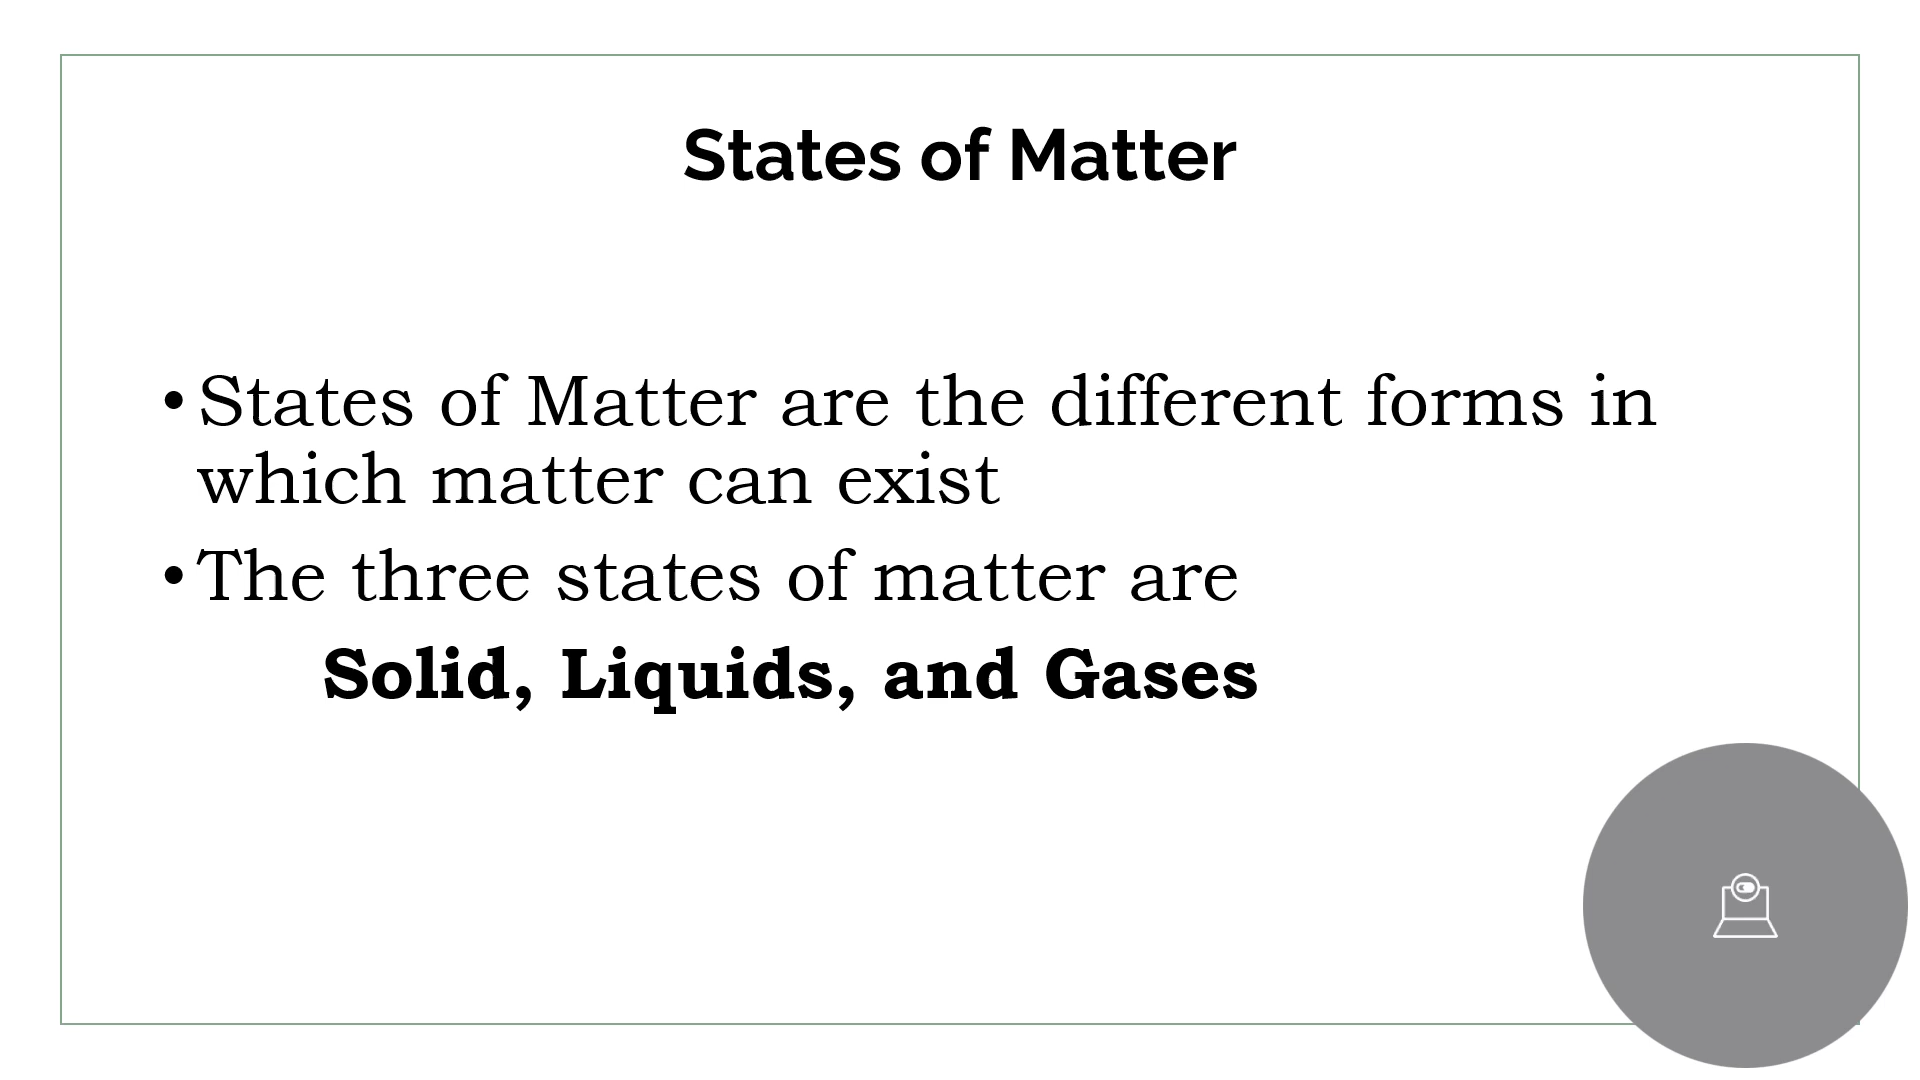 States of Matter
• States of Matter are the different forms in
which matter can exist
• The three states of matter are
Solid, Liquids, and Gases